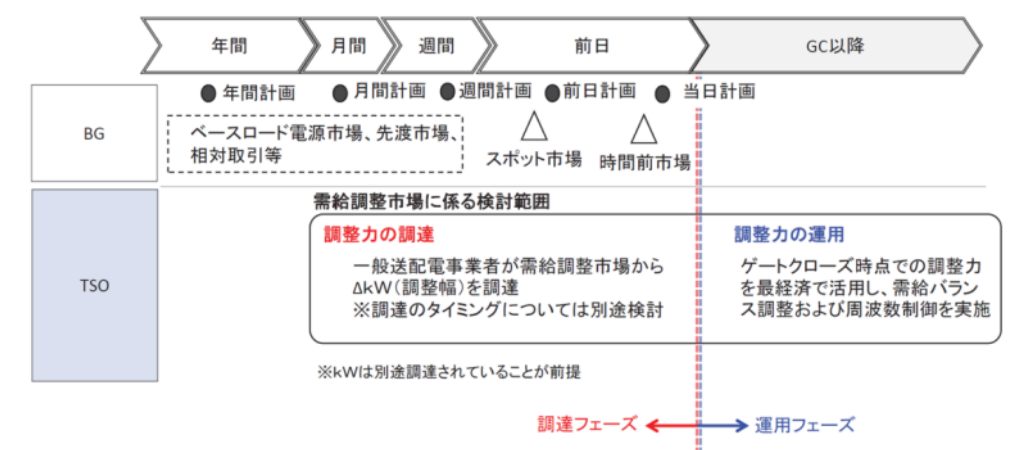 年間
月間
週間
前日
GC以降
BG
年間計画
月間計画
週間計画
前日計画
当日計画
ベースロード電源市場、先渡市場、
相対取引等
スポット市場
時間前市場
TSO
需給調整市場に係る検討範囲
調整力の調達
一般送配電事業者が需給調整市場から
ΔkW(調整幅)を調達
※調達のタイミングについては別途検討
調整力の運用
ゲートクローズ時点での調整力
を最経済で活用し、需給バラン
ス調整および周波数制御を実施
※kWは別途調達されていることが前提
調達フェーズ
運用フェーズ